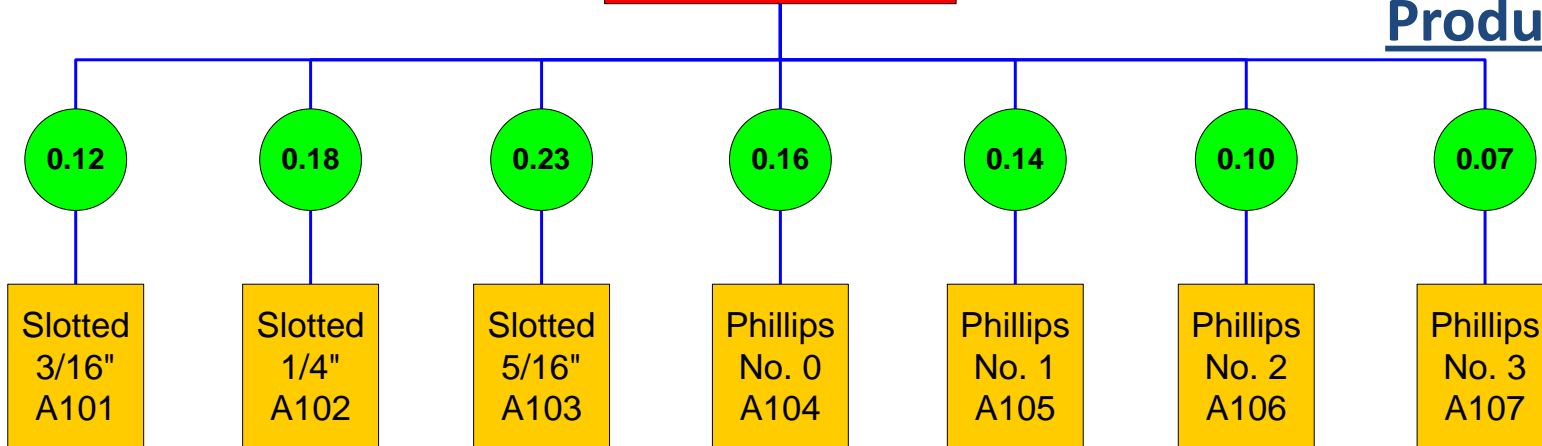 Produ
0.12 0.18 0.23 0.16 0.14 0.10 0.07
Slotted
3/16"
A101
Slotted
1/4"
A102
Slotted
5/16"
A103
Phillips
No. 0
A104
Phillips
No. 1
A105
Phillips
No. 2
A106
Phillips
No. 3
A107